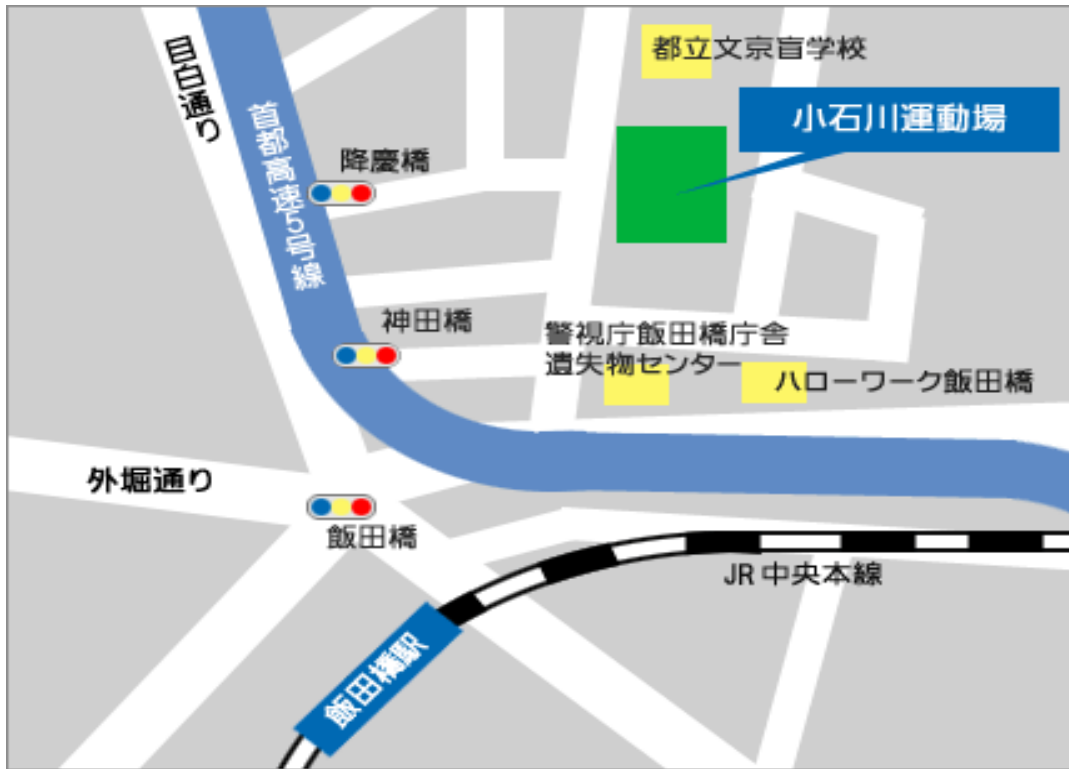 都立文京盲学校
目白通り
小石川運動場
首都高速5号線
降慶橋
神田橋
警視庁飯田橋庁舎
遺失物センター
ハローワーク飯田橋
外堀通り
飯田橋
JR中央本線
飯田橋駅